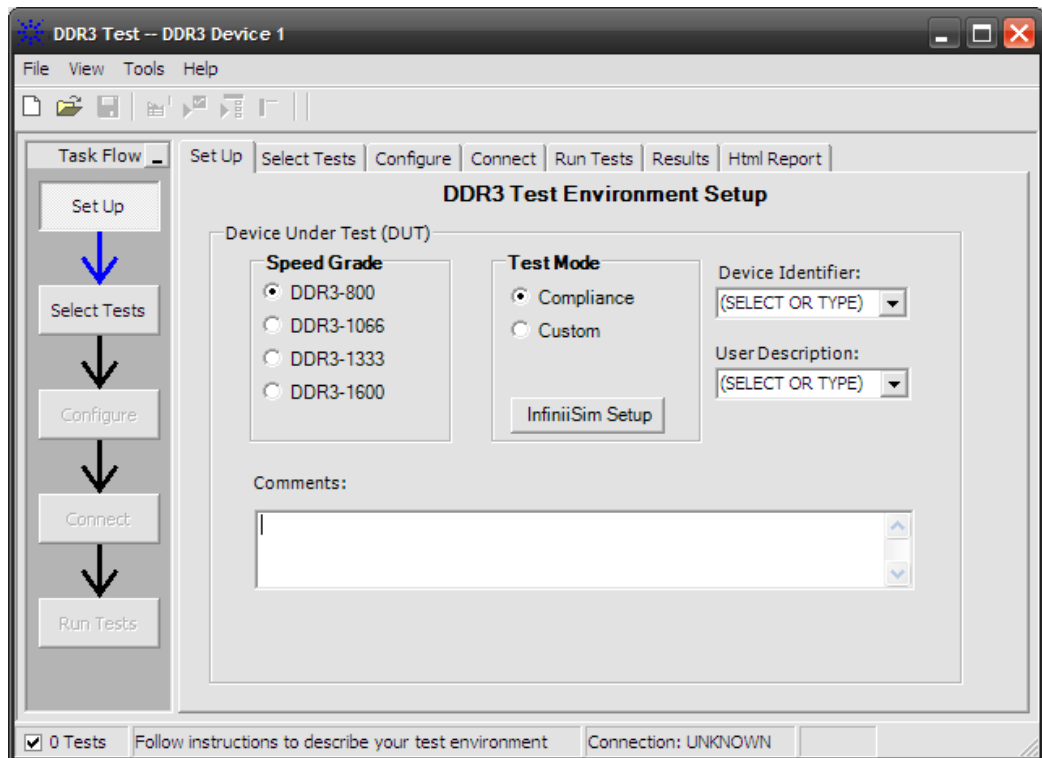 DDR3 Test -- DDR3 Device 1
File View Tools Help
Task Flow
Set Up
Select Tests
Configure
Connect
Run Tests
Set Up Select Tests Configure Connect Run Tests Results Html Report
DDR3 Test Environment Setup
Device Under Test (DUT)
Speed Grade
DDR3-800
DDR3-1066
DDR3-1333
DDR3-1600
Test Mode
Compliance
Custom
InfiniiSim Setup
Device Identifier:
(SELECT OR TYPE)
User Description:
(SELECT OR TYPE)
Comments:
0 Tests Follow instructions to describe your test environment Connection: UNKNOWN